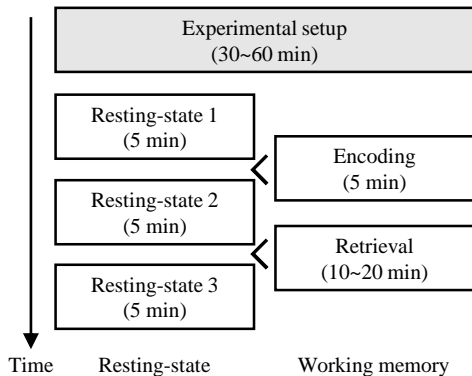 Experimental setup
(30~60 min)
Resting-state 1
(5 min)
Encoding
(5 min)
Resting-state 2
(5 min)
Retrieval
(10~20 min)
Resting-state 3
(5 min)
Time
Resting-state
Working memory